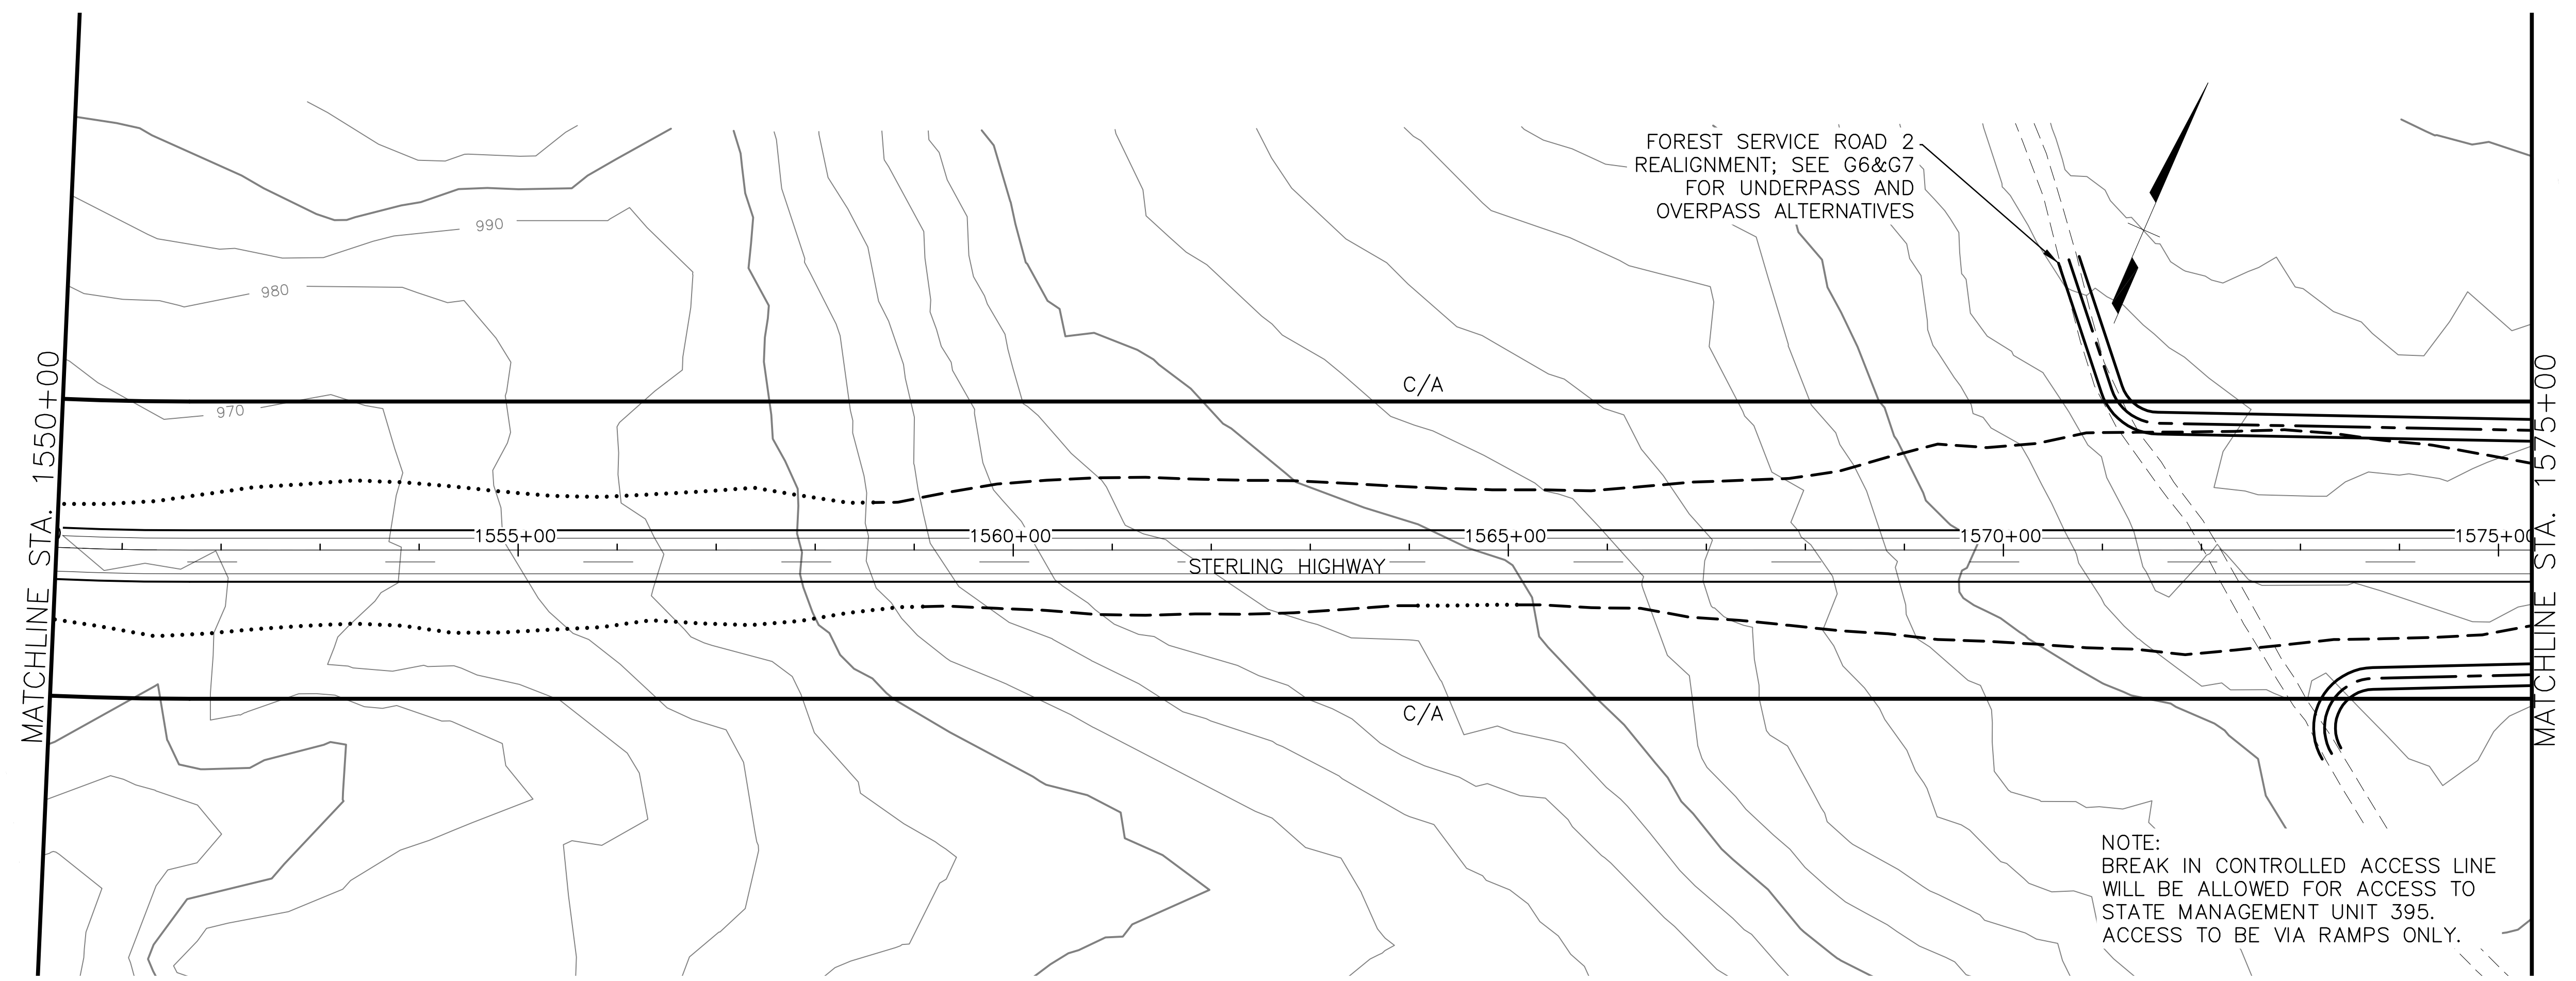 FOREST SERVICE ROAD 2
REALIGNMENT; SEE G6&G7
FOR UNDERPASS AND
OVERPASS ALTERNATIVES
990
980
970
MATCHLINE STA. 1550+00
C/A
MATCHLINE STA. 1575+00
1555+00
1560+00
1565+00
1570+00
1575+00
STERLING HIGHWAY
C/A
NOTE:
BREAK IN CONTROLLED ACCESS LINE
WILL BE ALLOWED FOR ACCESS TO
STATE MANAGEMENT UNIT 395.
ACCESS TO BE VIA RAMPS ONLY.